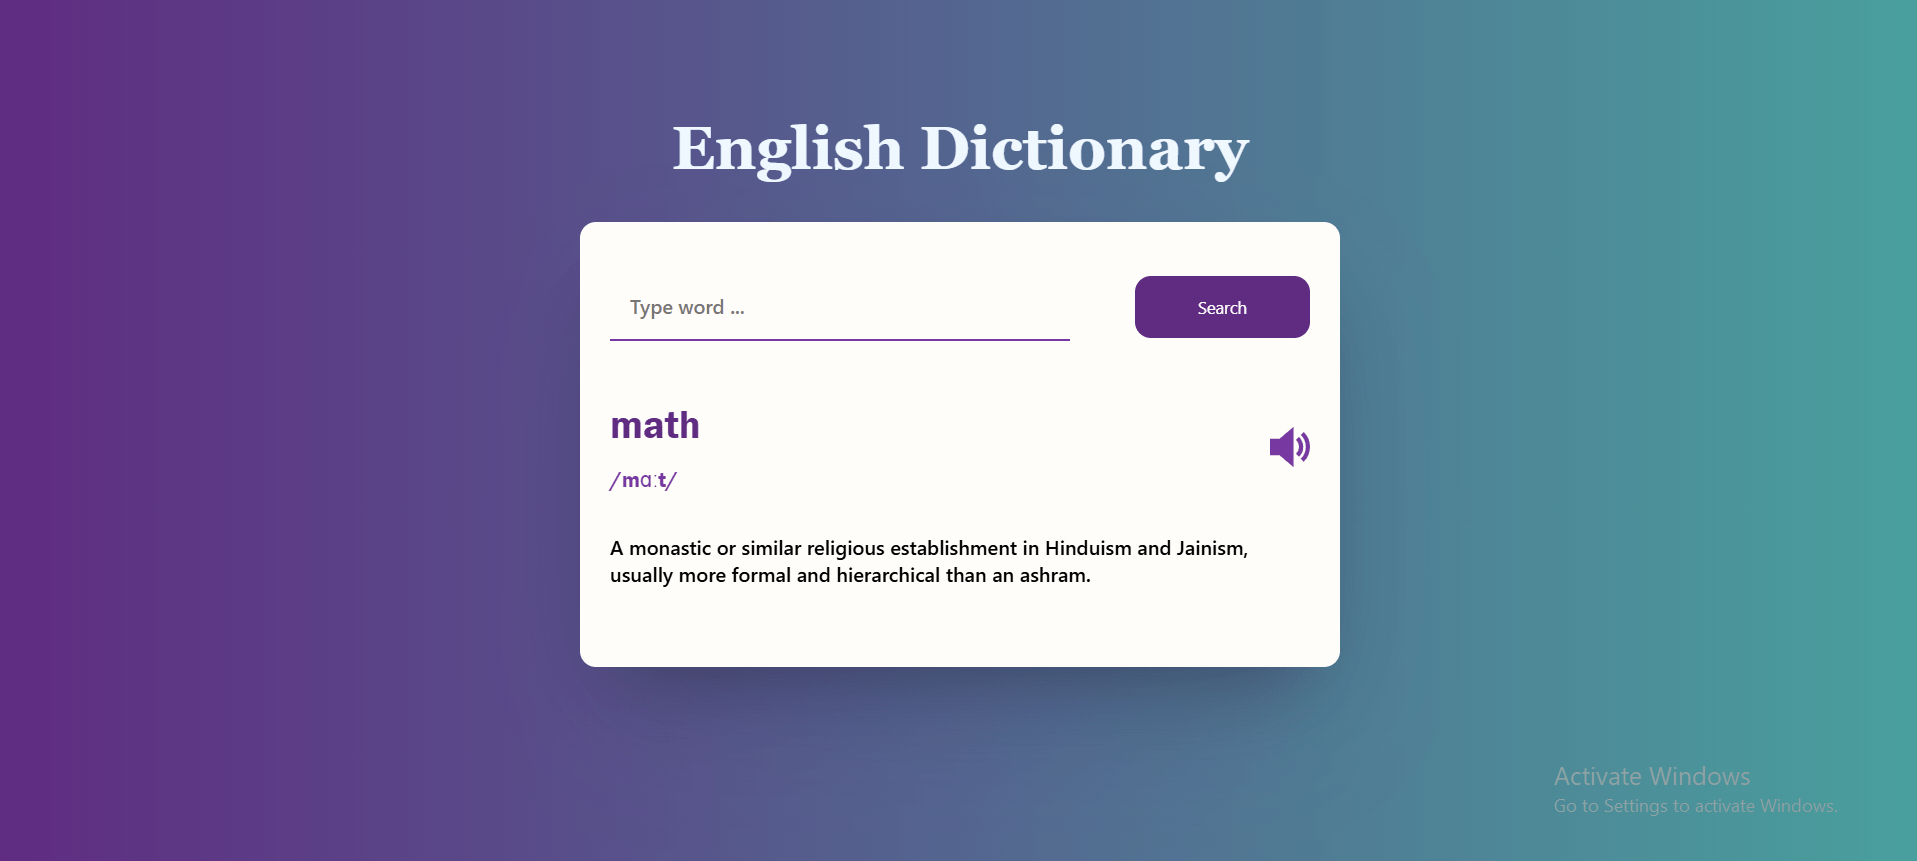 English Dictionary
Type word ...
Search
math
/mɑːt/
A monastic or similar religious establishment in Hinduism and Jainism,
usually more formal and hierarchical than an ashram.
Activate Windows
Go to Settings to activate Windows.